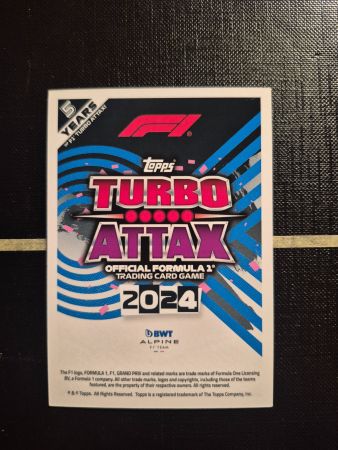 5
YEARS
OF F1 TURBO ATTAX!
F1
Topps
TURBO
ATTAX
OFFICIAL FORMULA 1®
TRADING CARD GAME
2024
BWT
ALPINE
F1 TEAM
The F1 logo, FORMULA 1, F1, GRAND PRIX and related marks are trade marks of Formula One Licensing
BV, a Formula 1 company. All other trade marks, logos and copyrights, including those of the teams
featured, are the property of their respective owners. All rights reserved.
® & © Topps. All Rights Reserved. Topps is a registered trademark of The Topps Company, Inc.